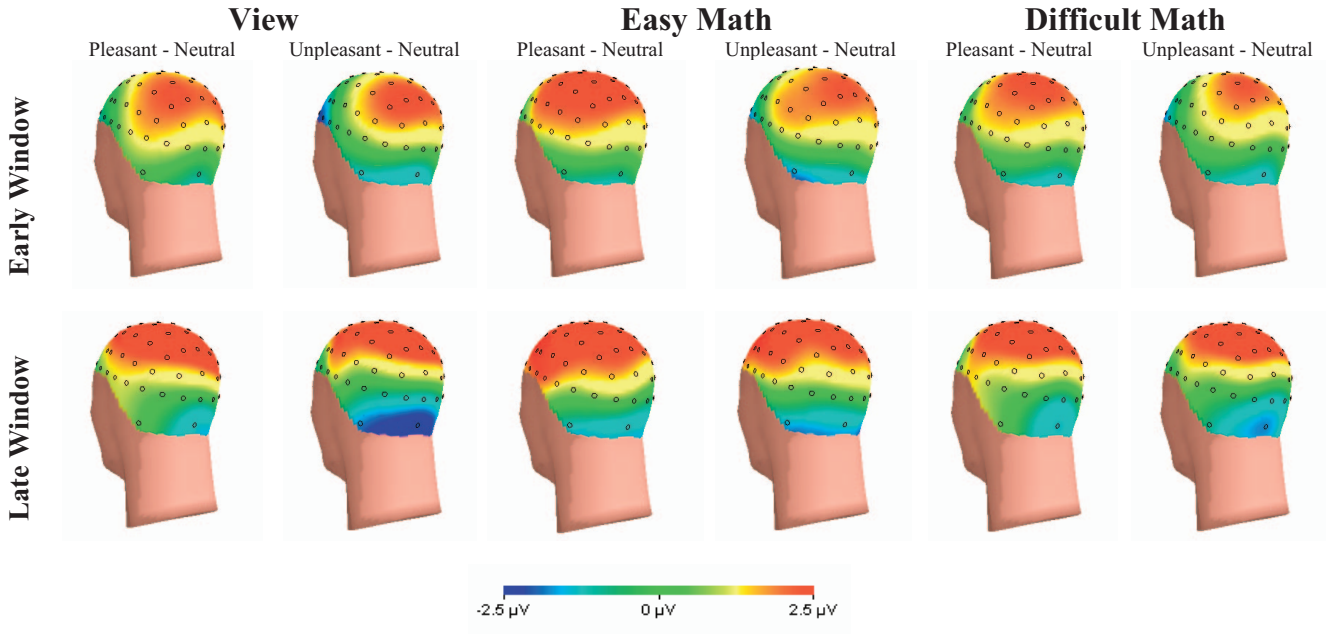 View Easy Math Difficult Math
Pleasant - Neutral Unpleasant - Neutral Pleasant - Neutral Unpleasant - Neutral Pleasant - Neutral Unpleasant - Neutral
Early Window
Late Window
-2.5 µV 0 µV 2.5 µV